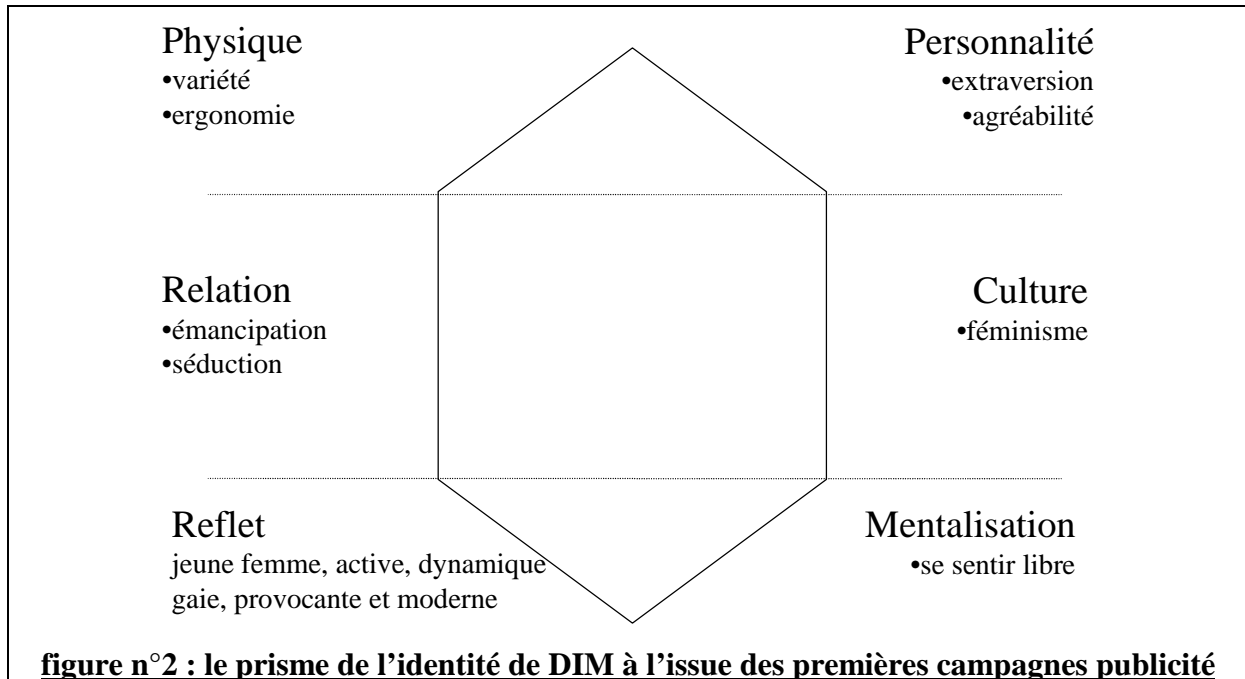 Physique
•variété
•ergonomie
Personnalité
•extraversion
•agréabilité
Relation
•émancipation
•séduction
Culture
•féminisme
Reflet
jeune femme, active, dynamique
gaie, provocante et moderne
Mentalisation
•se sentir libre
figure n°2 : le prisme de l’identité de DIM à l’issue des premières campagnes publicité